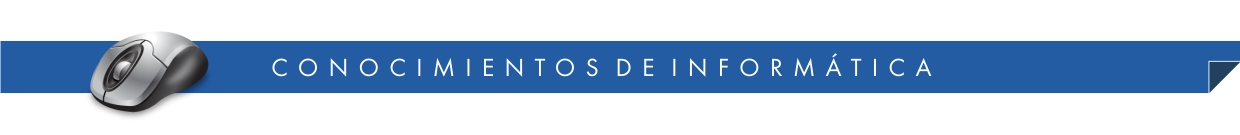 CONOCIMIENTOS DE INFORMÁTICA